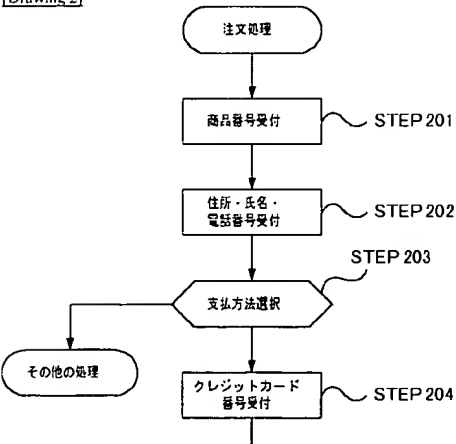 [Drawing 2]
注文処理
商品番号受付
STEP 201
住所・氏名・
電話番号受付
STEP 202
STEP 203
支払方法選択
その他の処理
クレジットカード
番号受付
STEP 204